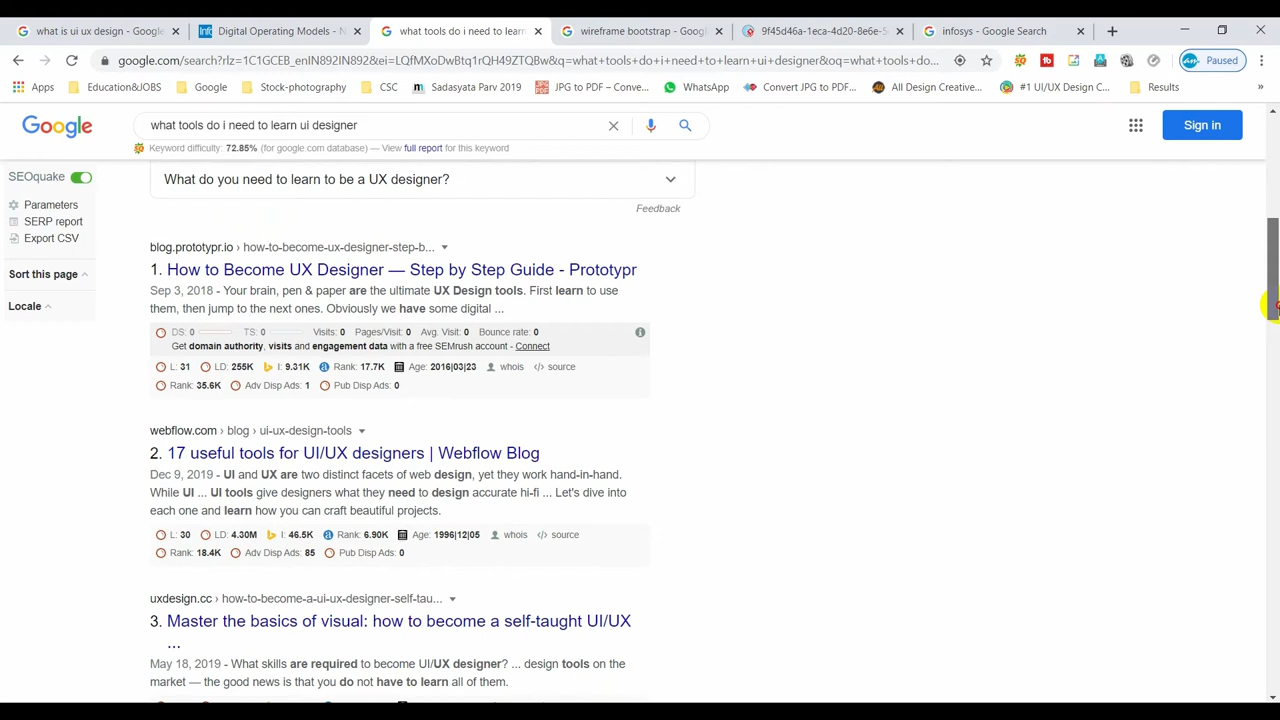 what is ui ux design - Google
Digital Operating Models - N
what tools do i need to learn
wireframe bootstrap - Google
9f45d46a-1eca-4d20-8e6e-5
infosys - Google Search
google.com/search?rlz=1C1GCEB_enIN892IN892&sxsrf
Paused
Apps
Education&JOBS
Google
Stock-photography
CSC
Sadasyata Parv 2019
JPG to PDF – Conve...
WhatsApp
Convert JPG to PDF...
All Design Creative...
#1 UI/UX Design C...
Results
»
Google
what tools do i need to learn ui designer
Sign in
Keyword difficulty: 72.85% (for google.com database) — View full report for this keyword
SEOquake
Parameters
SERP report
Export CSV
Sort this page
Locale
What do you need to learn to be a UX designer?
Feedback
blog.prototypr.io › how-to-become-ux-designer-step-b...
1. How to Become UX Designer — Step by Step Guide - Prototypr
Sep 3, 2018 - Your brain, pen & paper are the ultimate UX Design tools. First learn to use
them, then jump to the next ones. Obviously we have some digital ...
DS: 0 TS: 0 Visits: 0 Pages/Visit: 0 Avg. Visit: 0 Bounce rate: 0
Get domain authority, visits and engagement data with a free SEMrush account - Connect
L: 31 LD: 255K I: 9.31K Rank: 17.7K Age: 2016|03|23 whois </> source
Rank: 35.6K Adv Disp Ads: 1 Pub Disp Ads: 0
webflow.com › blog › ui-ux-design-tools
2. 17 useful tools for UI/UX designers | Webflow Blog
Dec 9, 2019 - UI and UX are two distinct facets of web design, yet they work hand-in-hand.
While UI ... UI tools give designers what they need to design accurate hi-fi ... Let's dive into
each one and learn how you can craft beautiful projects.
L: 30 LD: 4.30M I: 46.5K Rank: 6.90K Age: 1996|12|05 whois </> source
Rank: 18.4K Adv Disp Ads: 85 Pub Disp Ads: 0
uxdesign.cc › how-to-become-a-ui-ux-designer-self-tau...
3. Master the basics of visual: how to become a self-taught UI/UX
...
May 18, 2019 - What skills are required to become UI/UX designer? ... design tools on the
market — the good news is that you do not have to learn all of them.